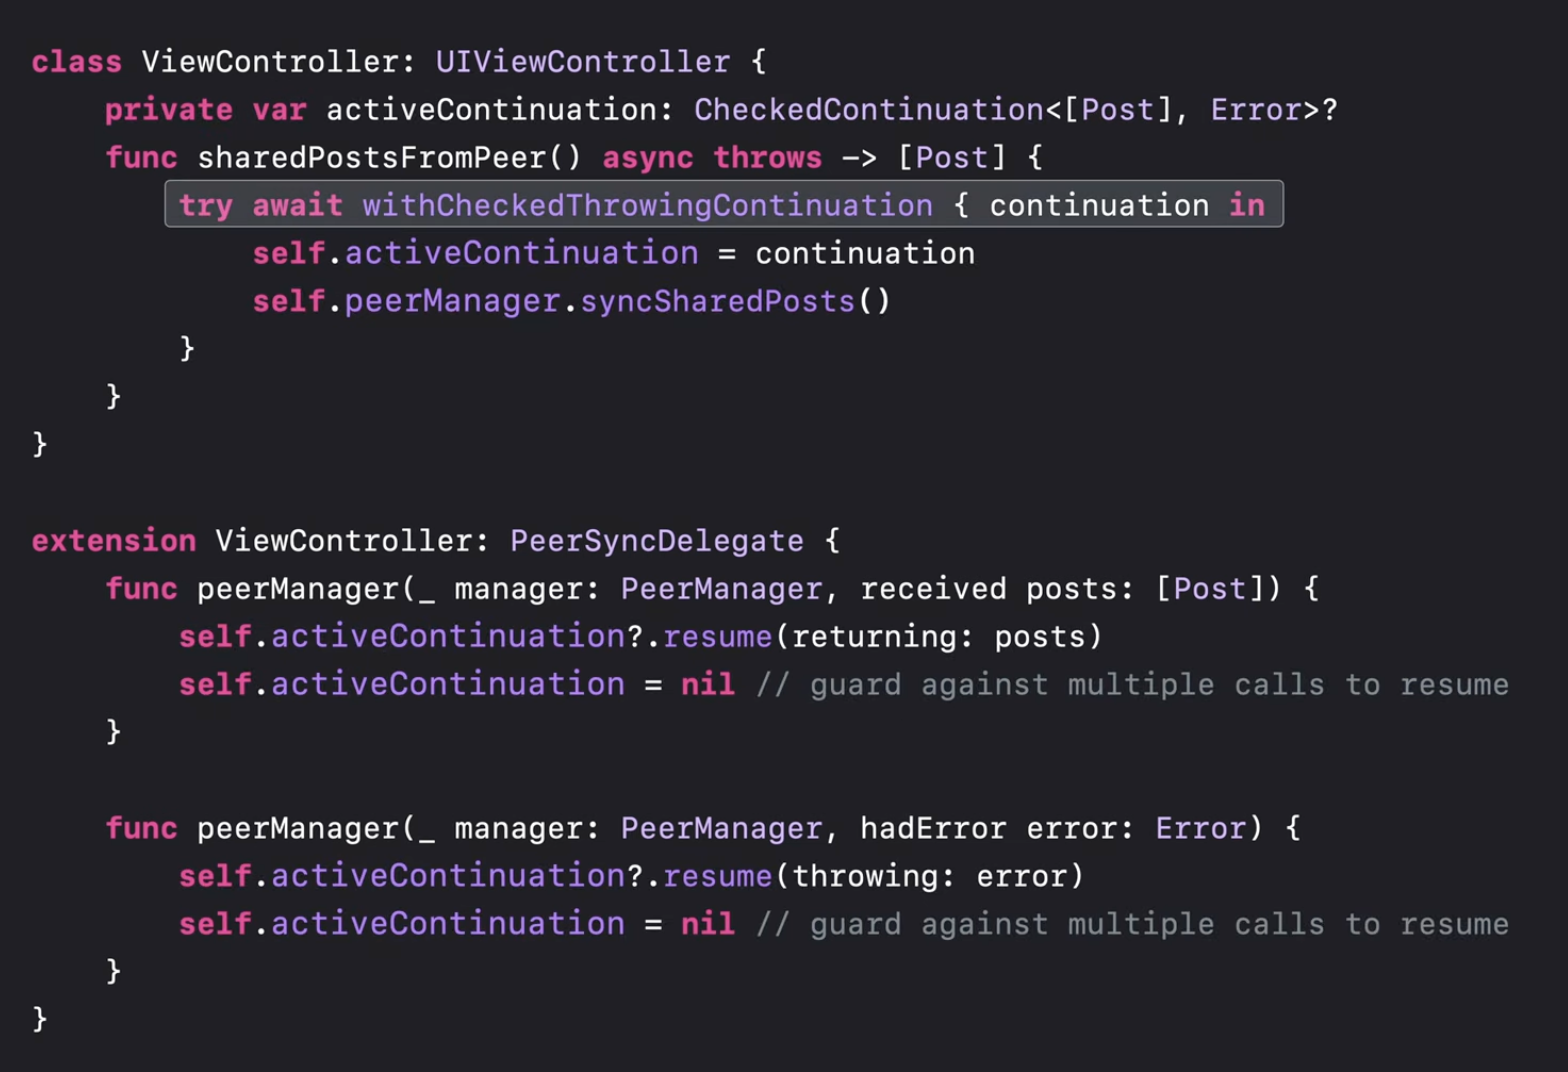 class ViewController: UIViewController {
    private var activeContinuation: CheckedContinuation<[Post], Error>?
    func sharedPostsFromPeer() async throws -> [Post] {
        try await withCheckedThrowingContinuation { continuation in
            self.activeContinuation = continuation
            self.peerManager.syncSharedPosts()
        }
    }
}

extension ViewController: PeerSyncDelegate {
    func peerManager(_ manager: PeerManager, received posts: [Post]) {
        self.activeContinuation?.resume(returning: posts)
        self.activeContinuation = nil // guard against multiple calls to resume
    }

    func peerManager(_ manager: PeerManager, hadError error: Error) {
        self.activeContinuation?.resume(throwing: error)
        self.activeContinuation = nil // guard against multiple calls to resume
    }
}